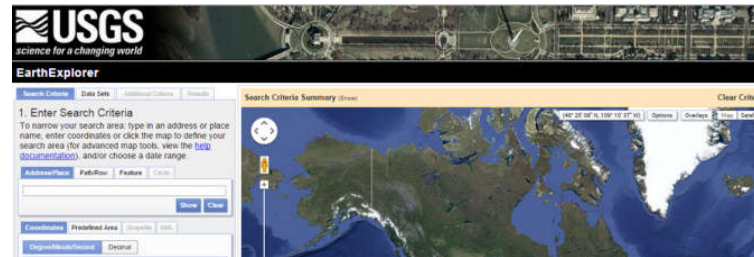 USGS
science for a changing world
EarthExplorer
Search Criteria Data Sets Additional Criteria Results
1. Enter Search Criteria
To narrow your search area: type in an address or place
name, enter coordinates or click the map to define your
search area (for advanced map tools, view the help
documentation), and/or choose a date range.
Address/Place Path/Row Feature Circle
Show Clear
Coordinates Predefined Area Shapefile KML
Degree/Minute/Second Decimal
Search Criteria Summary (Show)
Clear Crite
Options Overlays Map Satell